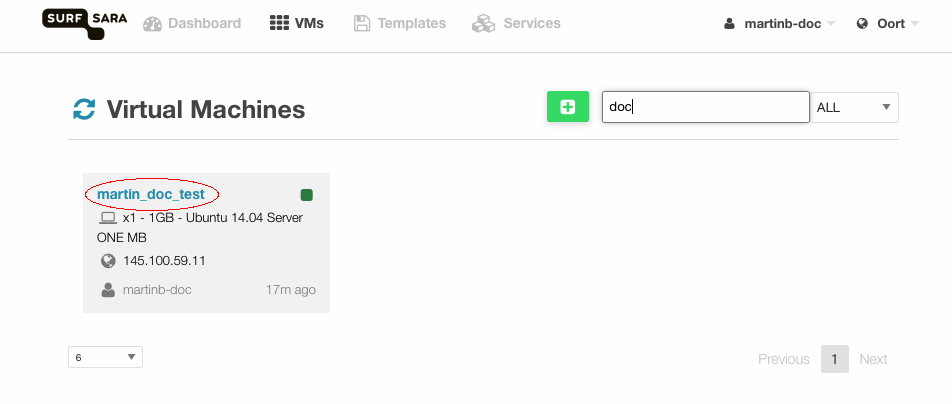 SURF SARA Dashboard VMs Templates Services martinb-doc Oort
Virtual Machines doc ALL
martin_doc_test
x1 - 1GB - Ubuntu 14.04 Server
ONE MB
145.100.59.11
martinb-doc 17m ago
6 Previous 1 Next